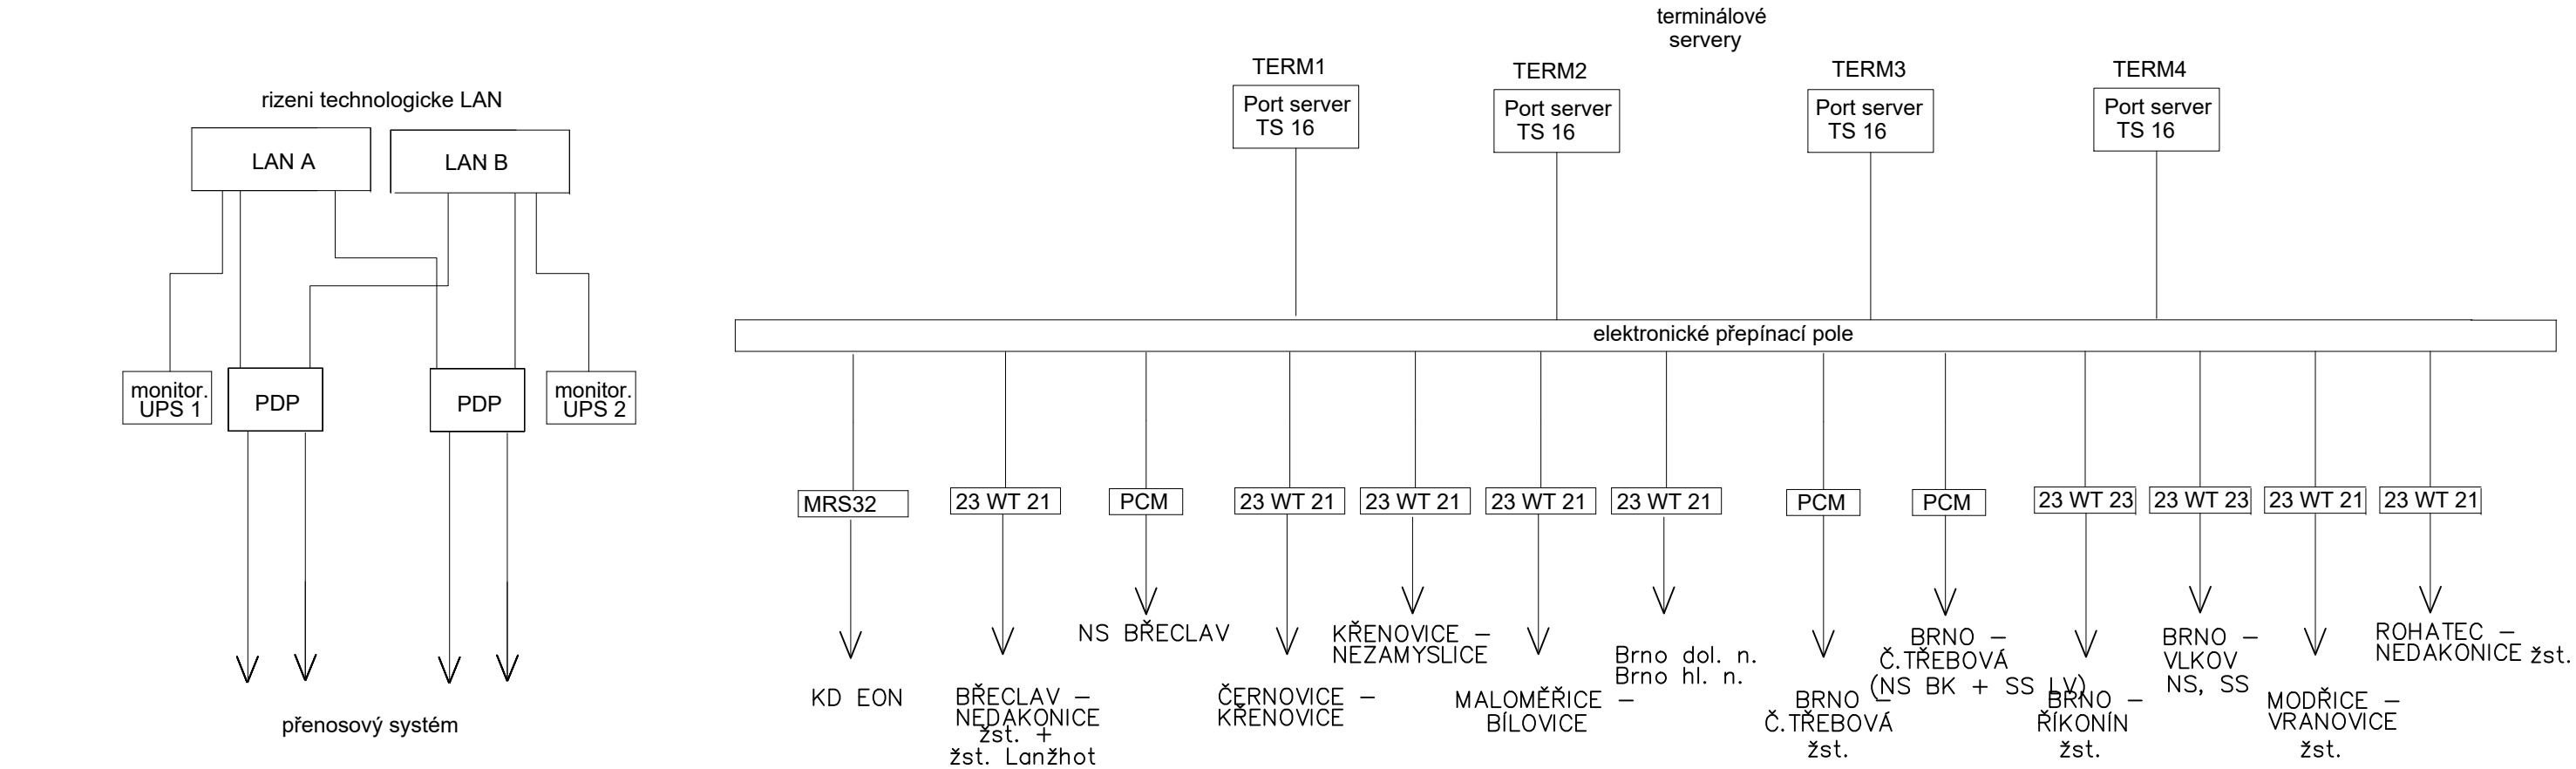 terminálové
servery
TERM1
TERM2
TERM3
TERM4
Port server
TS 16
Port server
TS 16
Port server
TS 16
Port server
TS 16
rizeni technologicke LAN
LAN A
LAN B
elektronické přepínací pole
monitor.
UPS 1
PDP
PDP
monitor.
UPS 2
MRS32
23 WT 21
PCM
23 WT 21
23 WT 21
23 WT 21
23 WT 21
PCM
PCM
23 WT 23
23 WT 23
23 WT 21
23 WT 21
přenosový systém
KD EON
BŘECLAV –
NEDAKONICE
žst. +
žst. Lanžhot
NS BŘECLAV
ČERNOVICE –
KŘENOVICE
KŘENOVICE –
NEZAMYSLICE
MALOMĚŘICE –
BÍLOVICE
Brno dol. n.
Brno hl. n.
BRNO –
Č.TŘEBOVÁ
žst.
BRNO –
Č.TŘEBOVÁ
(NS BK + SS LV)
BRNO –
ŘÍKONÍN
žst.
BRNO –
VLKOV
NS, SS
MODŘICE –
VRANOVICE
žst.
ROHATEC –
NEDAKONICE žst.